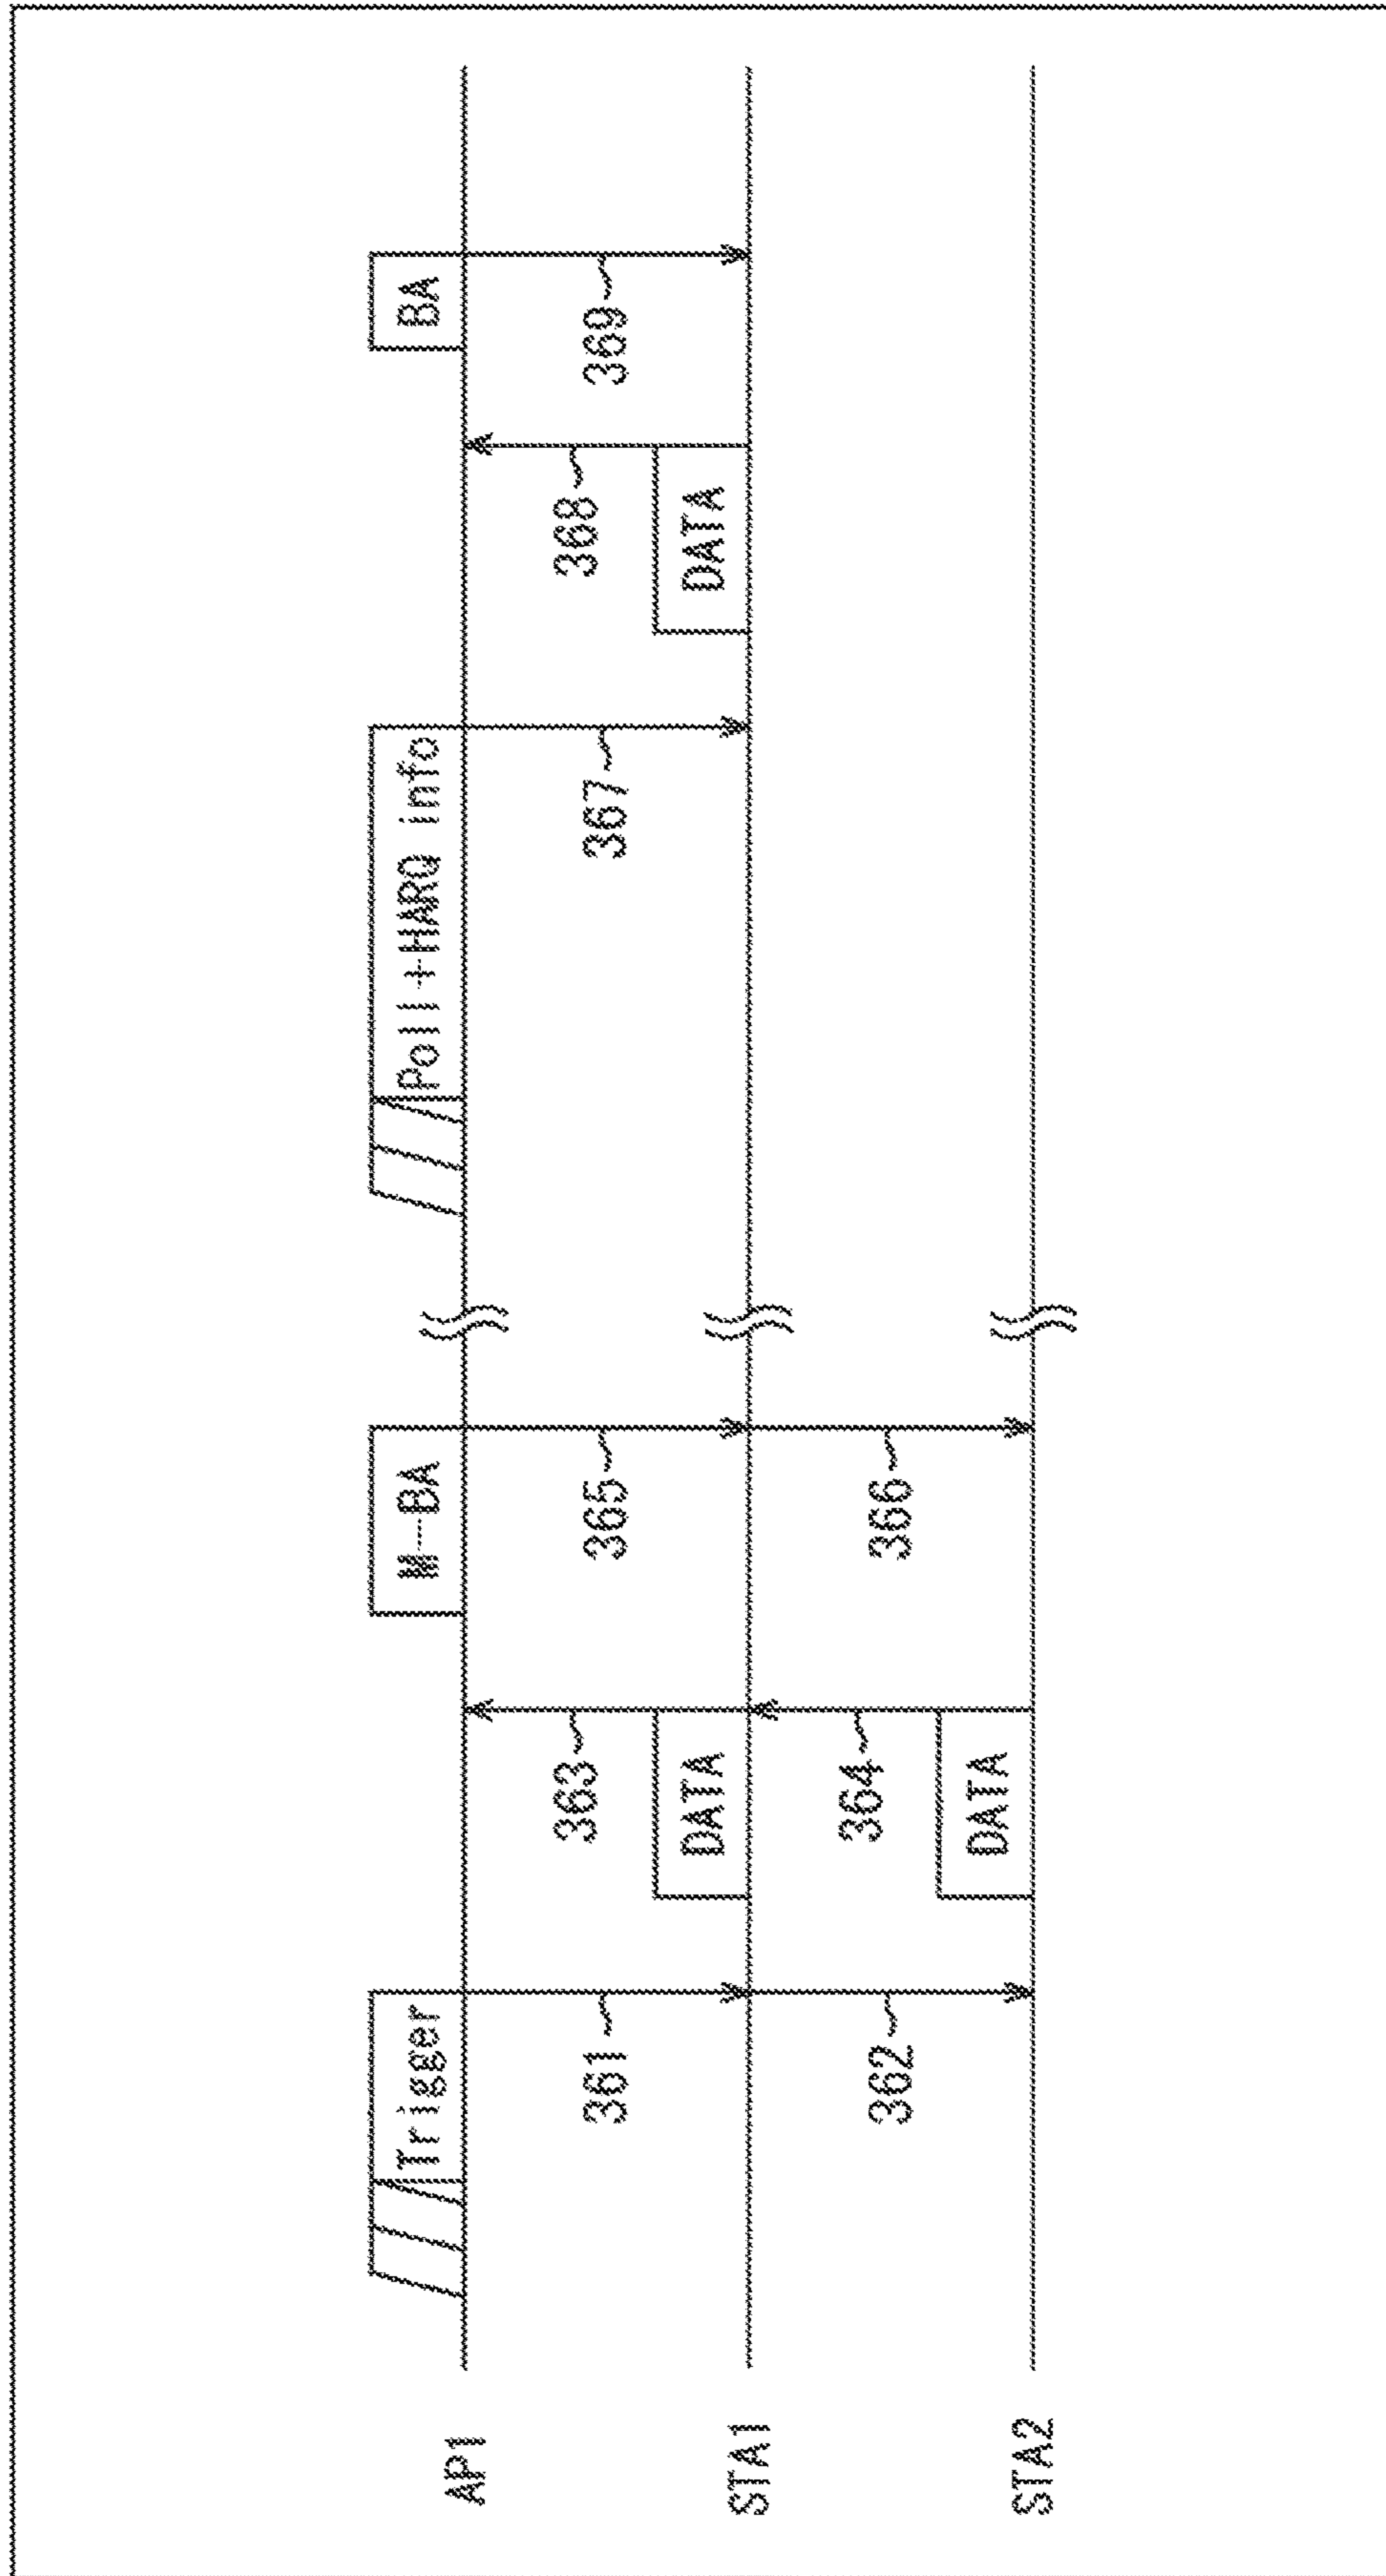 AP1
Trigger
M-BA
Poll+HARQ info
BA
361
363
365
367
368
369
STA1
DATA
DATA
362
364
366
STA2
DATA